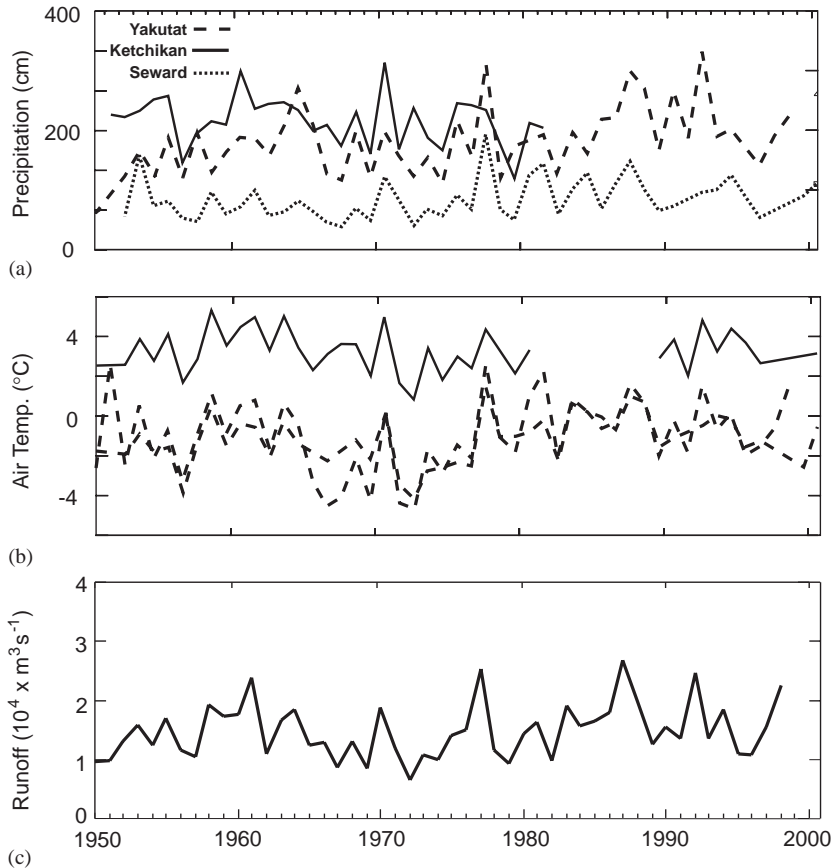 400
Yakutat
Ketchikan
Seward
200
0
Precipitation (cm)
(a)
4
0
-4
Air Temp. (°C)
(b)
4
3
2
1
0
Runoff (10⁴ x m³s⁻¹)
1950 1960 1970 1980 1990 2000
(c)